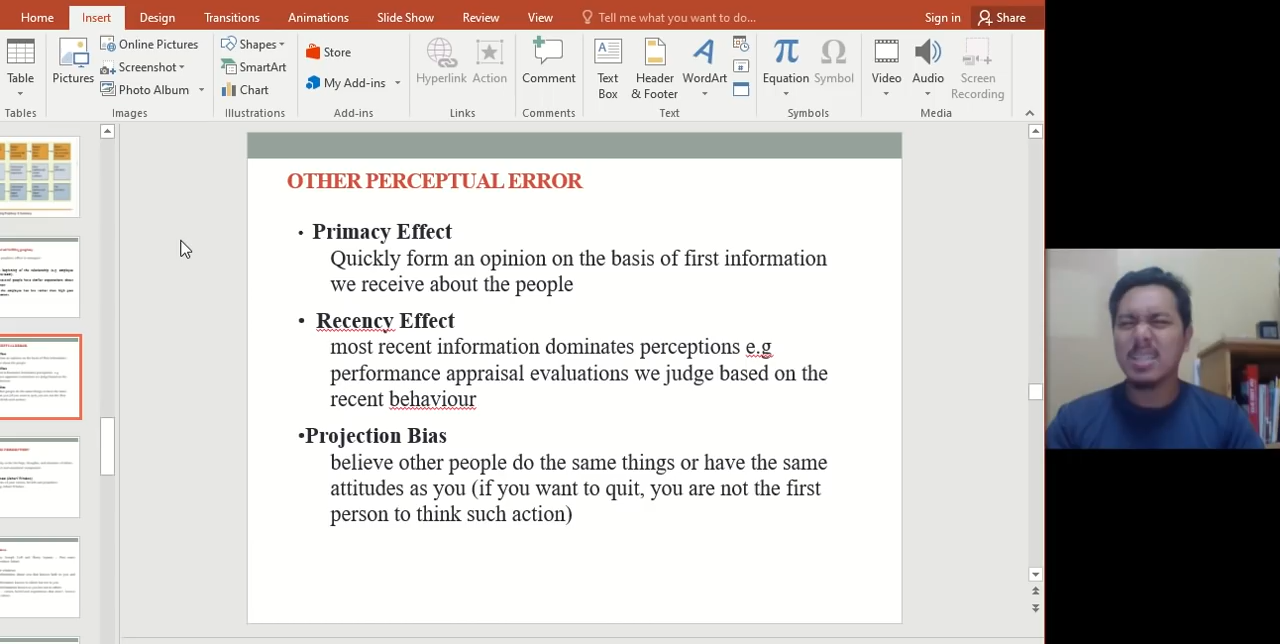 Home Insert Design Transitions Animations Slide Show Review View Tell me what you want to do... Sign in Share
Table
Pictures
Online Pictures
Screenshot
Photo Album
Shapes
SmartArt
Chart
Store
My Add-ins
Hyperlink
Action
Comment
Text Box
Header & Footer
WordArt
Equation
Symbol
Video
Audio
Screen Recording
Tables Images Illustrations Add-ins Links Comments Text Symbols Media
OTHER PERCEPTUAL ERROR
• Primacy Effect
Quickly form an opinion on the basis of first information
we receive about the people
• Recency Effect
most recent information dominates perceptions e.g
performance appraisal evaluations we judge based on the
recent behaviour
•Projection Bias
believe other people do the same things or have the same
attitudes as you (if you want to quit, you are not the first
person to think such action)